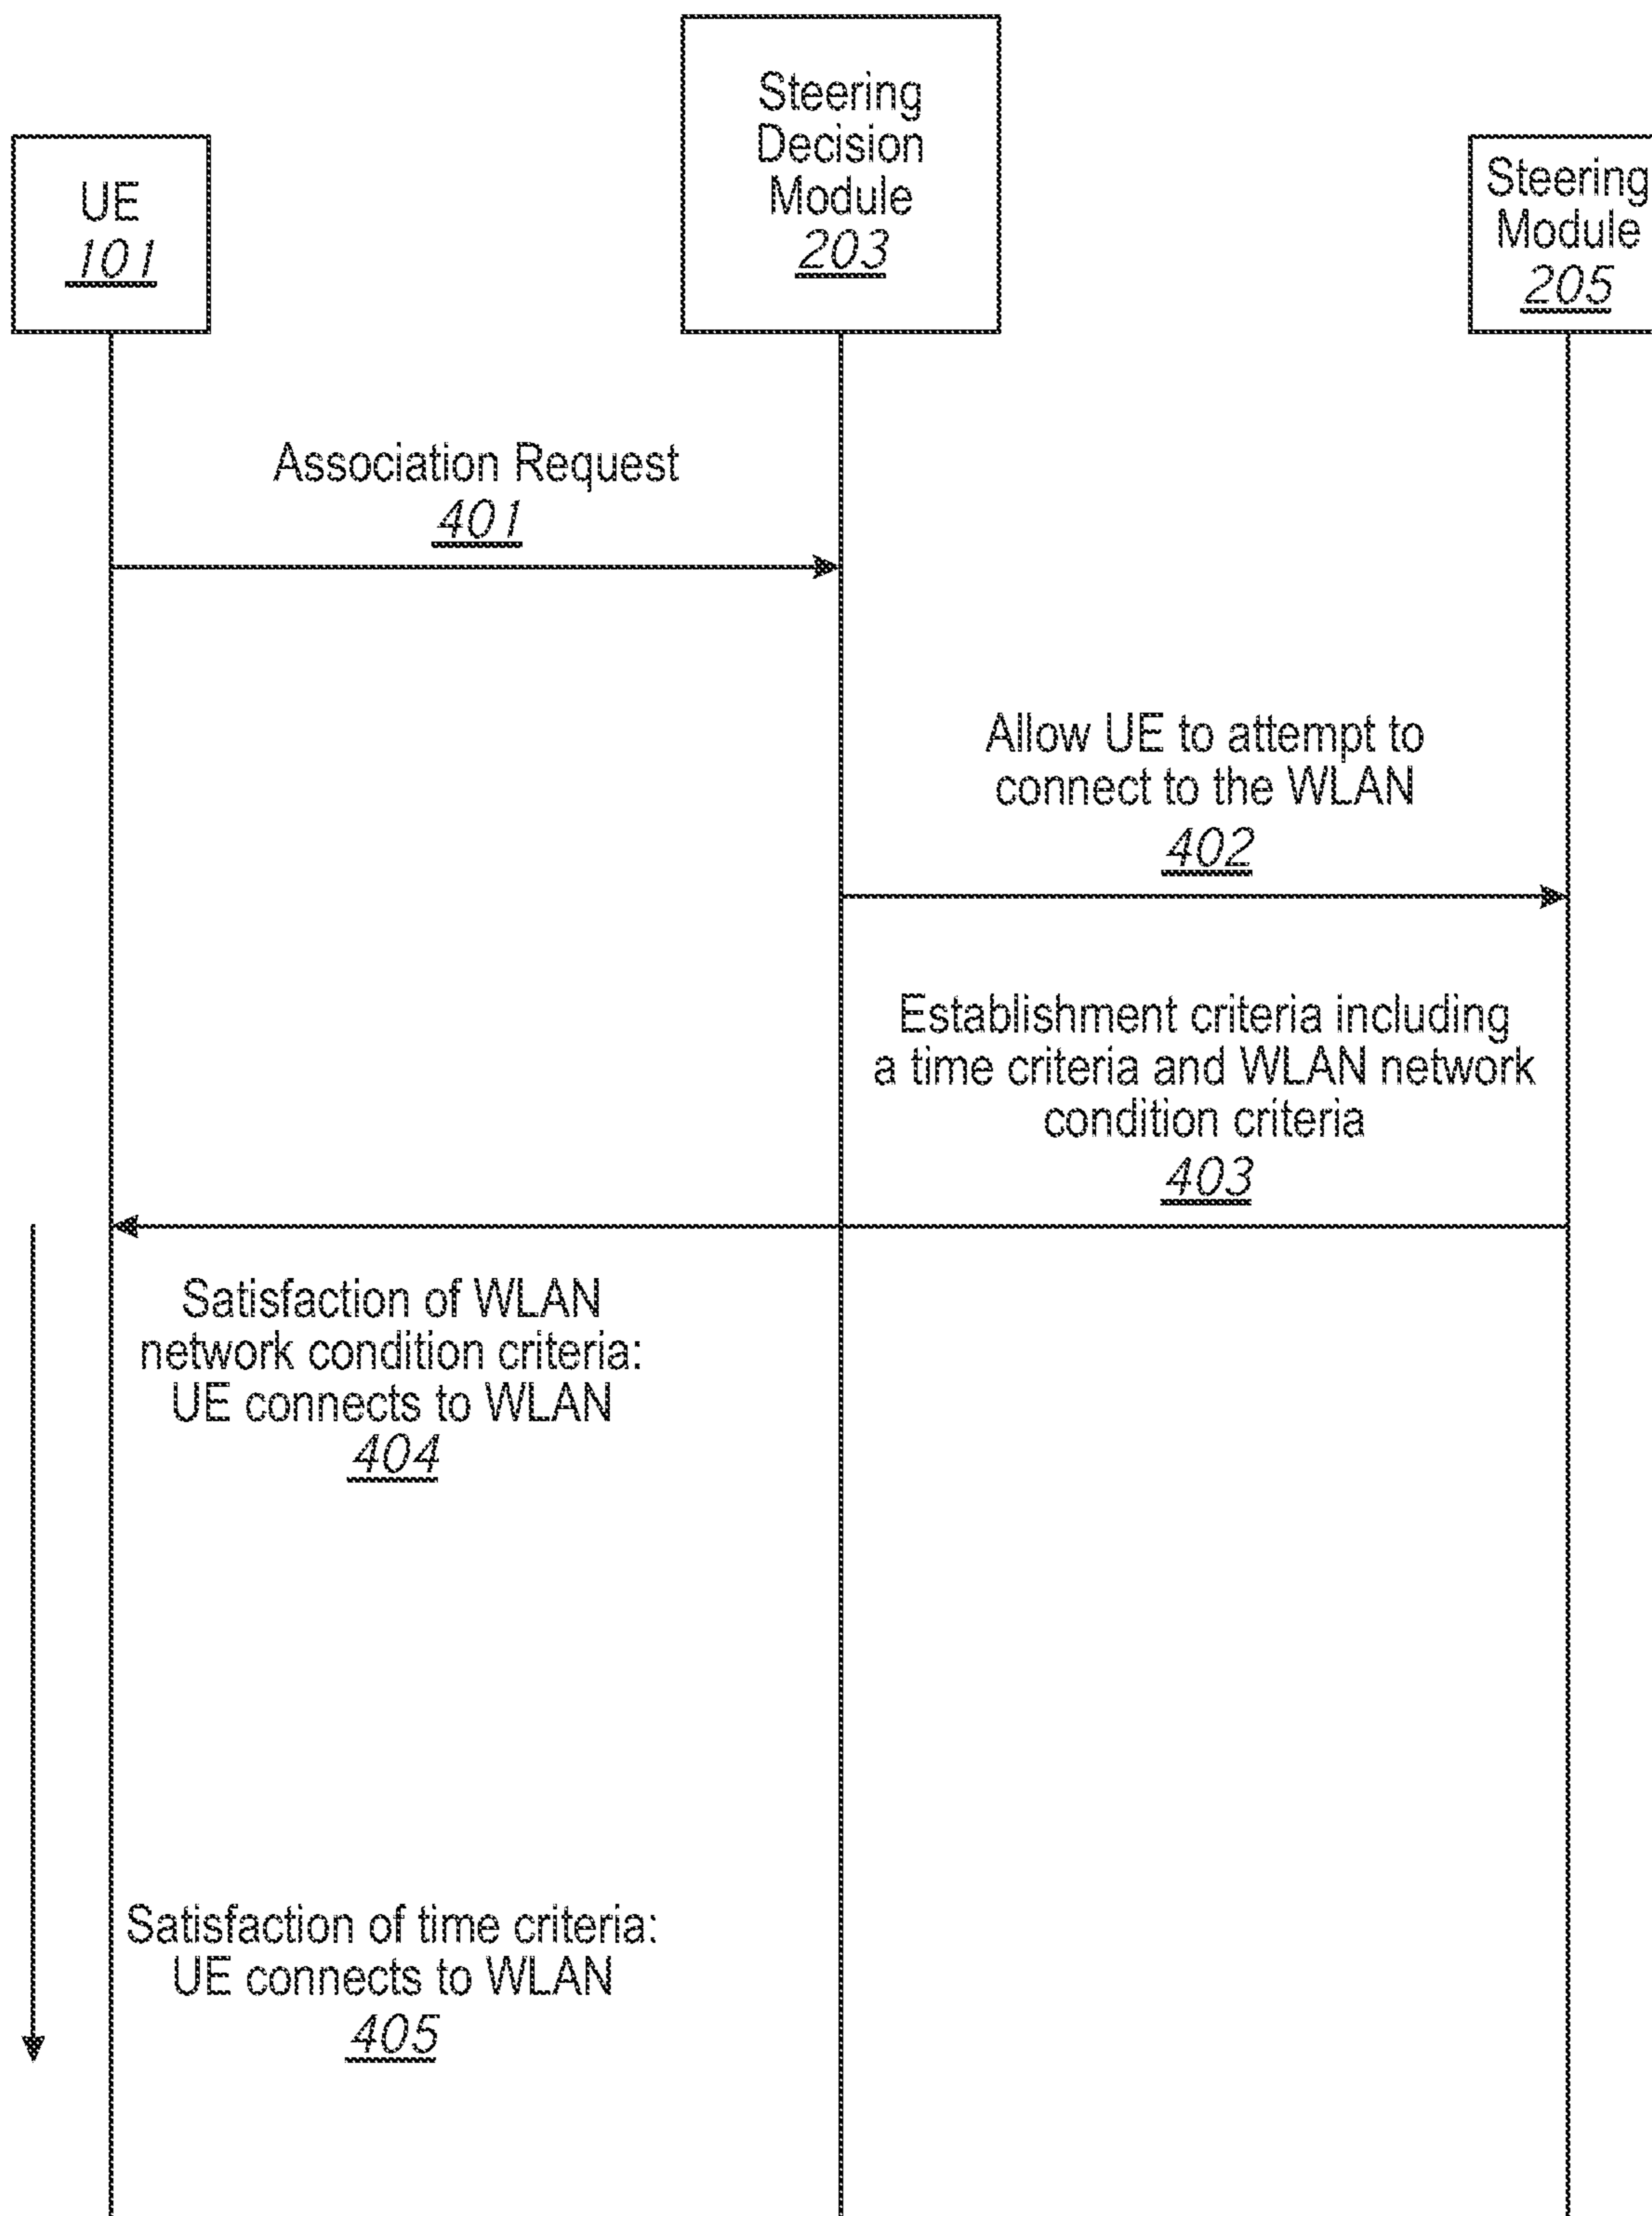 UE
101
Steering
Decision
Module
203
Steering
Module
205
Association Request
401
Allow UE to attempt to
connect to the WLAN
402
Establishment criteria including
a time criteria and WLAN network
condition criteria
403
Satisfaction of WLAN
network condition criteria:
UE connects to WLAN
404
Satisfaction of time criteria:
UE connects to WLAN
405